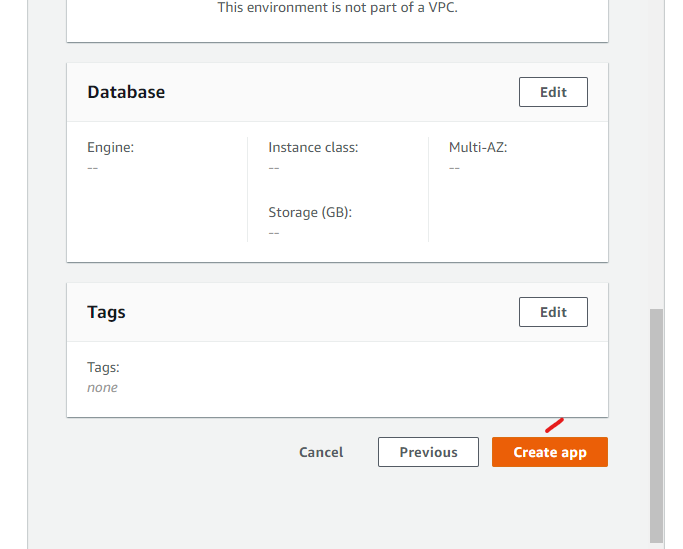 This environment is not part of a VPC.
Database
Edit
Engine:
--
Instance class:
--
Storage (GB):
--
Multi-AZ:
--
Tags
Edit
Tags:
none
Cancel
Previous
Create app